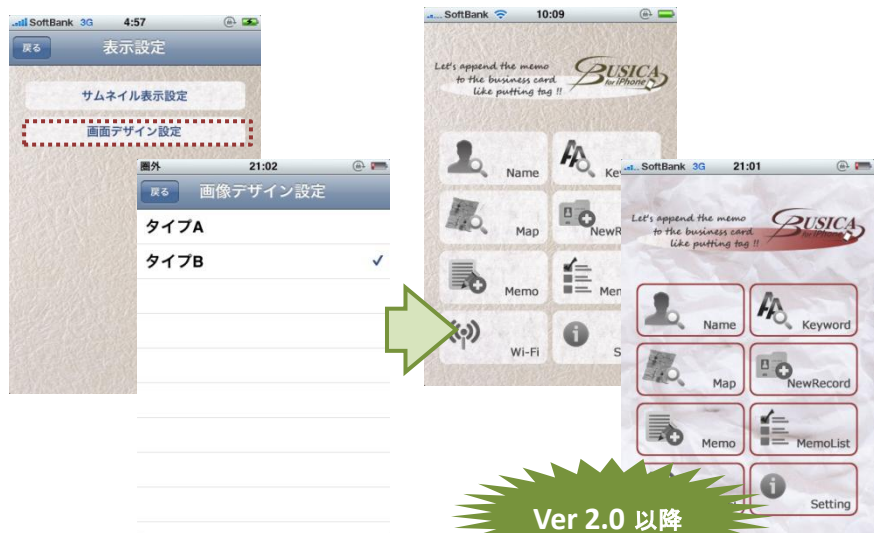 SoftBank 3G 4:57
戻る 表示設定
サムネイル表示設定
画面デザイン設定
圏外 21:02
戻る 画像デザイン設定
タイプA
タイプB ✓
SoftBank 10:09
Let's append the memo
to the business card
like putting tag !!
BUSICA
for iPhone
Name
Key
Map
NewR
Memo
Mem
Wi-Fi
S
SoftBank 3G 21:01
Let's append the memo
to the business card
like putting tag !!
BUSICA
for iPhone
Name
Keyword
Map
NewRecord
Memo
MemoList
Setting
Ver 2.0 以降